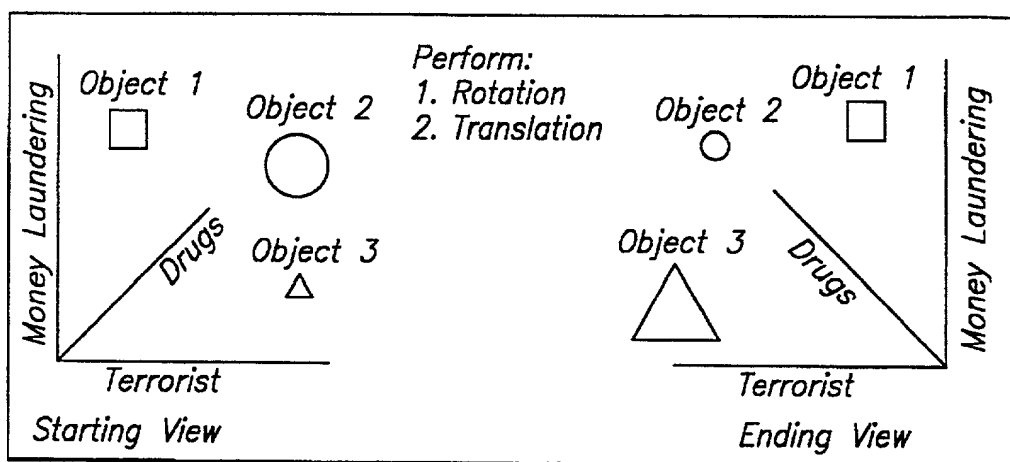 Money Laundering
Object 1
Object 2
Drugs
Object 3
Terrorist
Starting View
Perform:
1. Rotation
2. Translation
Object 1
Object 2
Object 3
Drugs
Money Laundering
Terrorist
Ending View